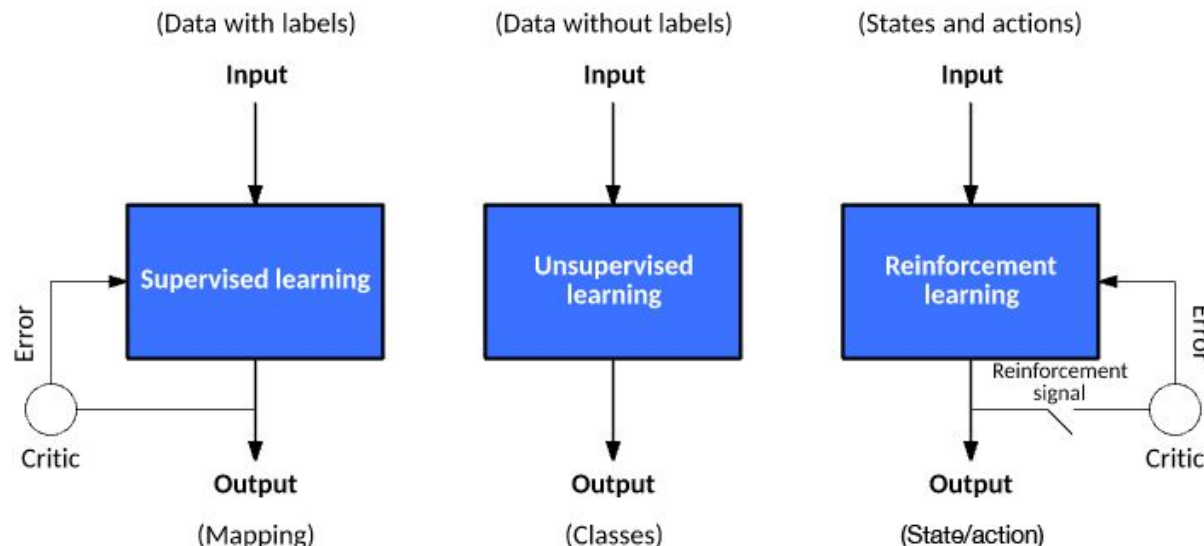 (Data with labels)
Input
Supervised learning
Error
Critic
Output
(Mapping)
(Data without labels)
Input
Unsupervised
learning
Output
(Classes)
(States and actions)
Input
Reinforcement
learning
Error
Reinforcement
signal
Critic
Output
(State/action)